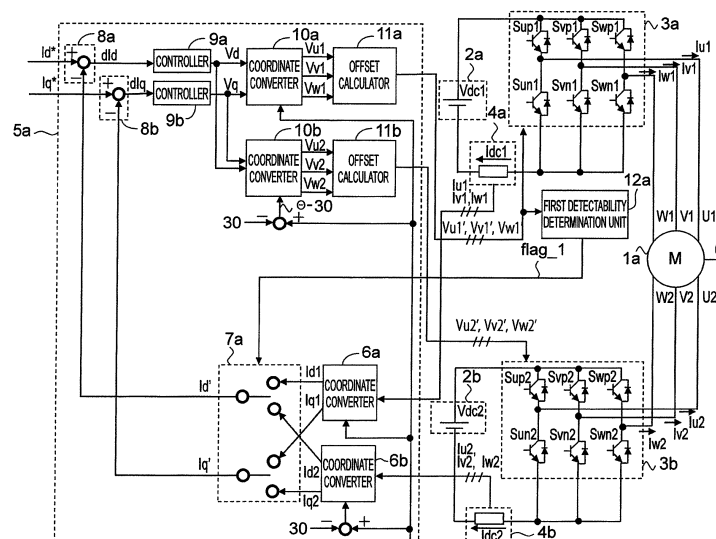 Id*
8a
dId
9a
CONTROLLER
Vd
10a
COORDINATE
CONVERTER
Vu1
Vv1
Vw1
11a
OFFSET
CALCULATOR
2a
Vdc1
Sup1
Svp1
Swp1
3a
Iu1
Iv1
Iw1
Iq*
dIq
CONTROLLER
9b
Vq
8b
5a
10b
COORDINATE
CONVERTER
Vu2
Vv2
Vw2
11b
OFFSET
CALCULATOR
4a
Idc1
Sun1
Svn1
Swn1
Iu1
Iv1, Iw1
12a
FIRST DETECTABILITY
DETERMINATION UNIT
Θ-30
30
Vu1', Vv1', Vw1'
flag_1
W1
V1
U1
1a
M
W2
V2
U2
Vu2', Vv2', Vw2'
7a
6a
COORDINATE
CONVERTER
Id1
Iq1
Id'
2b
Vdc2
Sup2
Svp2
Swp2
Iu2
Iv2
Iw2
Iu2,
Iv2, Iw2
Sun2
Svn2
Swn2
3b
Id2
COORDINATE
CONVERTER
6b
Iq'
Iq2
30
Idc2
4b